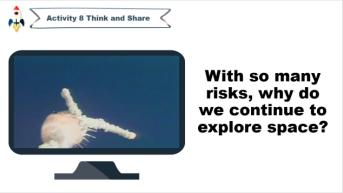 Activity 8 Think and Share
With so many
risks, why do
we continue to
explore space?